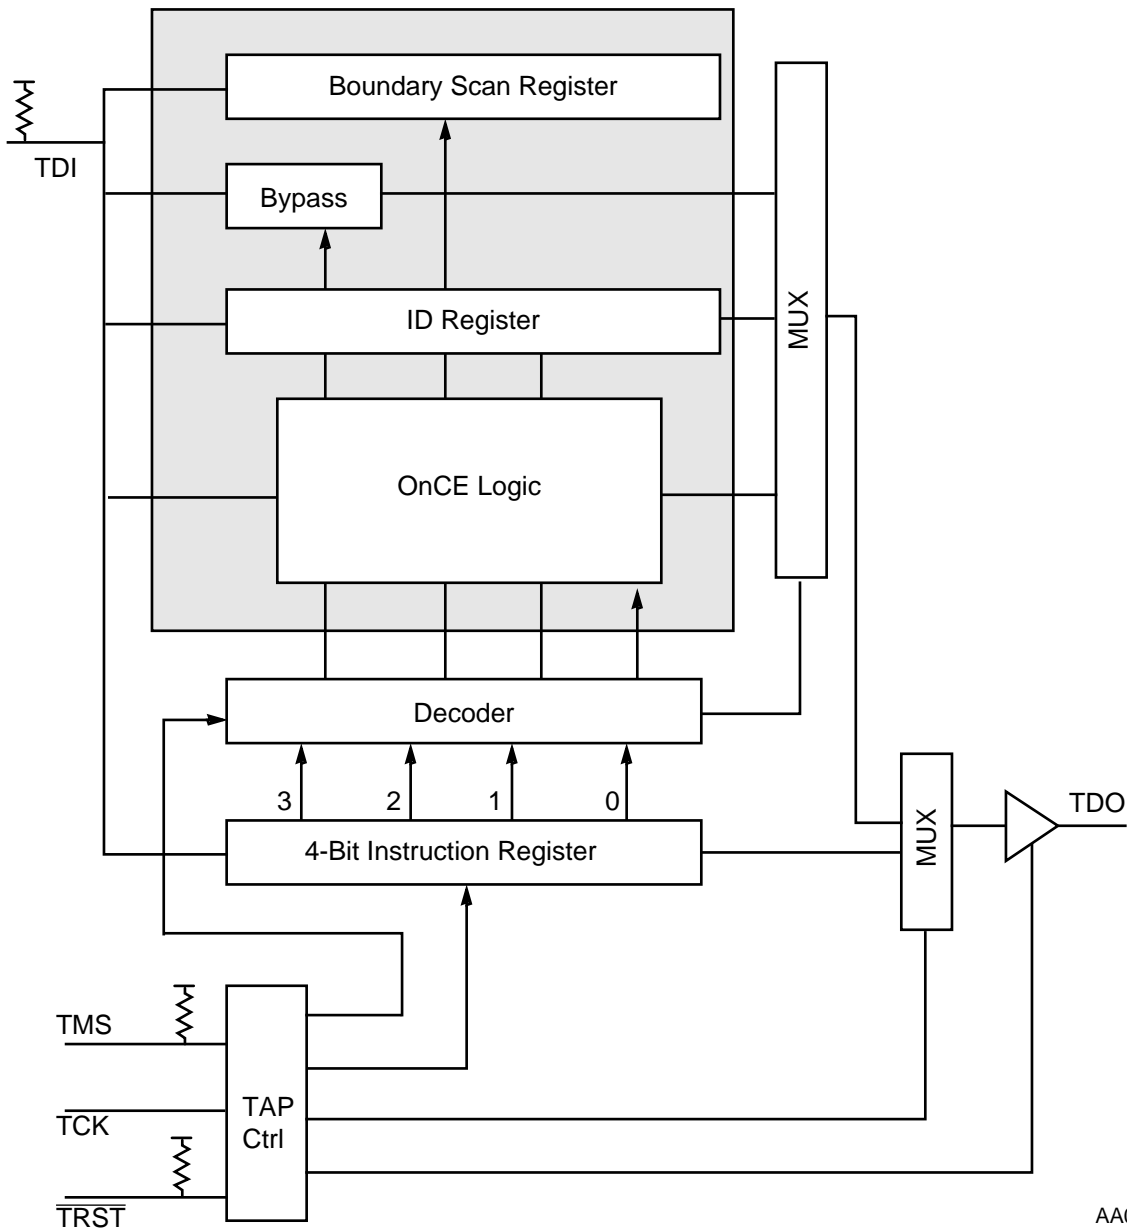 Boundary Scan Register
TDI
Bypass
ID Register
MUX
OnCE Logic
Decoder
3 2 1 0
4-Bit Instruction Register
MUX
TDO
TMS
TAP
Ctrl
TCK
TRST